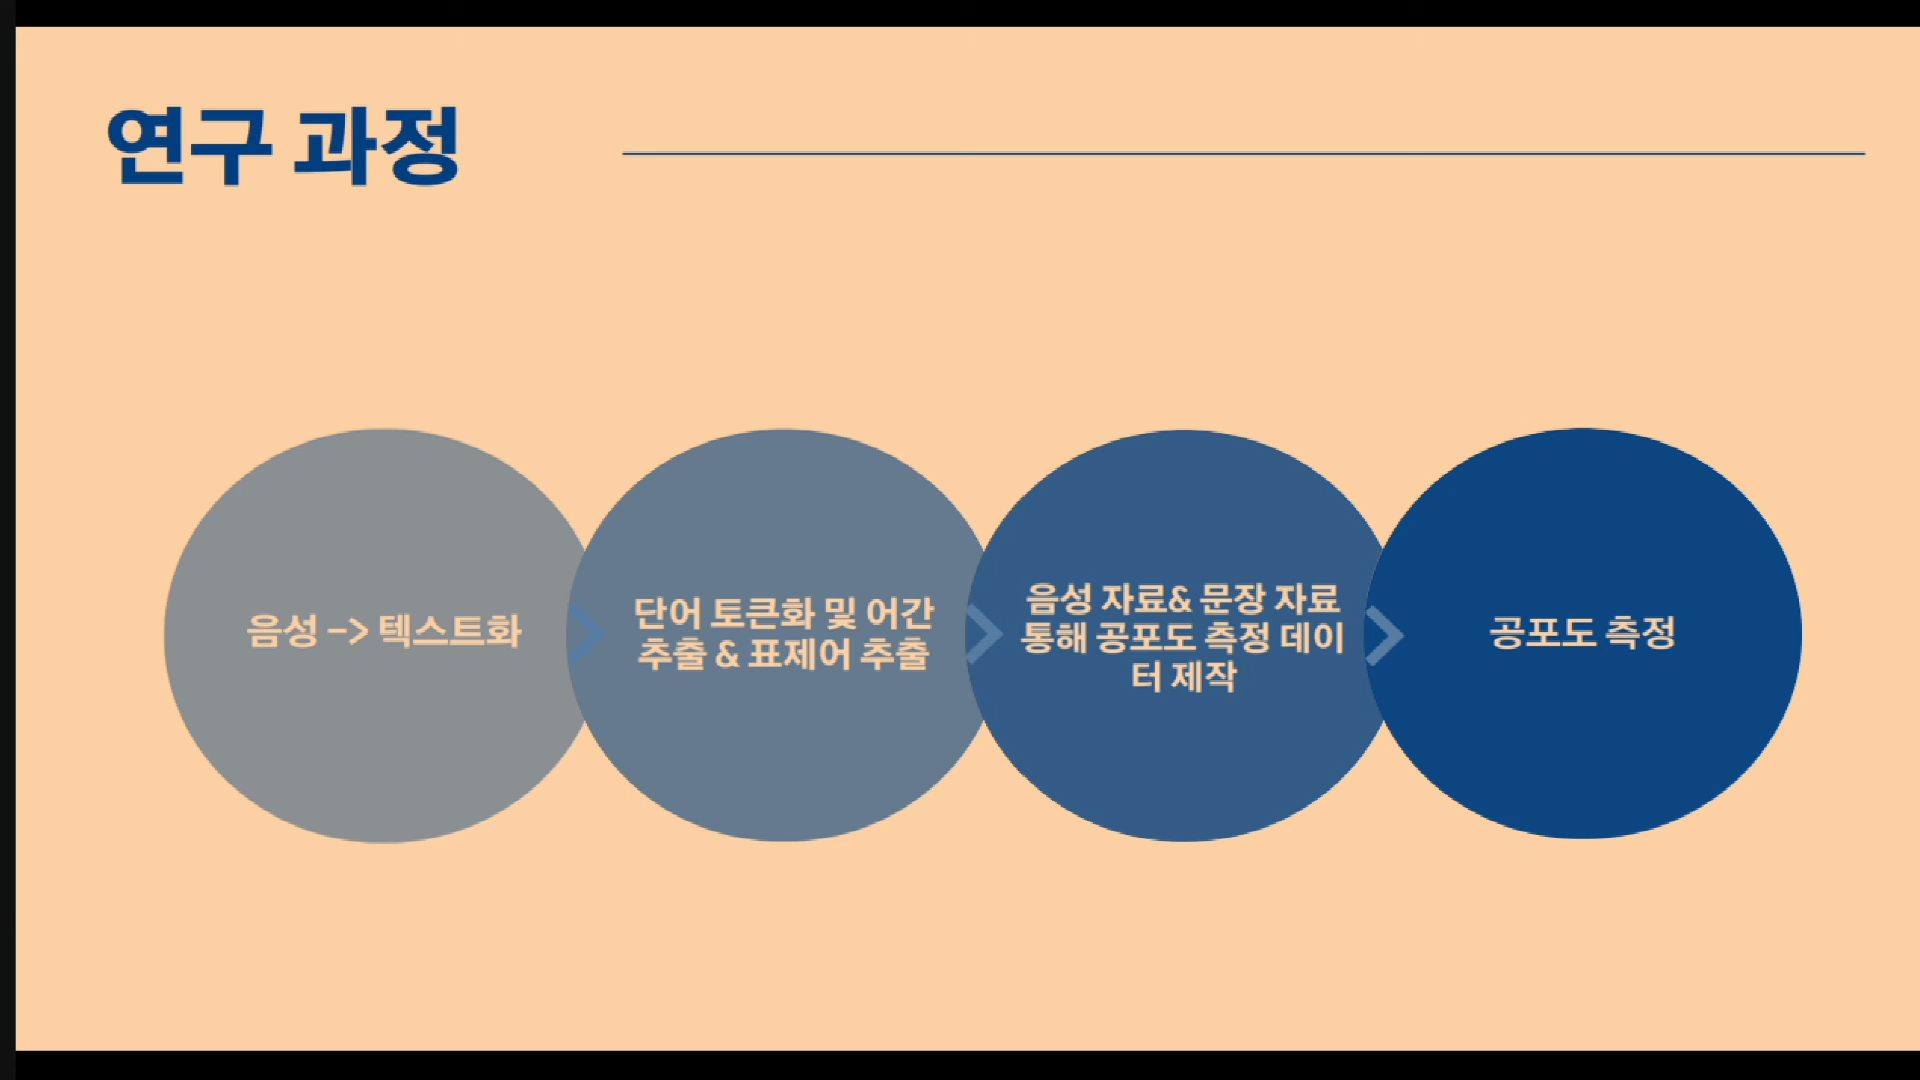 연구 과정
음성 -> 텍스트화
단어 토큰화 및 어간
추출 & 표제어 추출
음성 자료& 문장 자료
통해 공포도 측정 데이
터 제작
공포도 측정